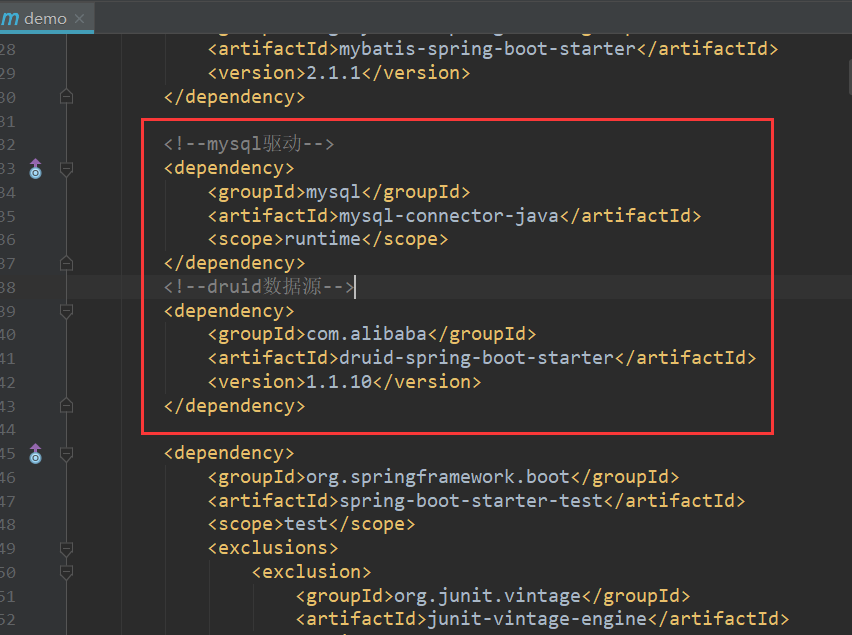 demo
28 <artifactId>mybatis-spring-boot-starter</artifactId>
29 <version>2.1.1</version>
30 </dependency>
31
32 <!--mysql驱动-->
33 <dependency>
34 <groupId>mysql</groupId>
35 <artifactId>mysql-connector-java</artifactId>
36 <scope>runtime</scope>
37 </dependency>
38 <!--druid数据源-->
39 <dependency>
40 <groupId>com.alibaba</groupId>
41 <artifactId>druid-spring-boot-starter</artifactId>
42 <version>1.1.10</version>
43 </dependency>
44
45 <dependency>
46 <groupId>org.springframework.boot</groupId>
47 <artifactId>spring-boot-starter-test</artifactId>
48 <scope>test</scope>
49 <exclusions>
50 <exclusion>
51 <groupId>org.junit.vintage</groupId>
52 <artifactId>junit-vintage-engine</artifactId>